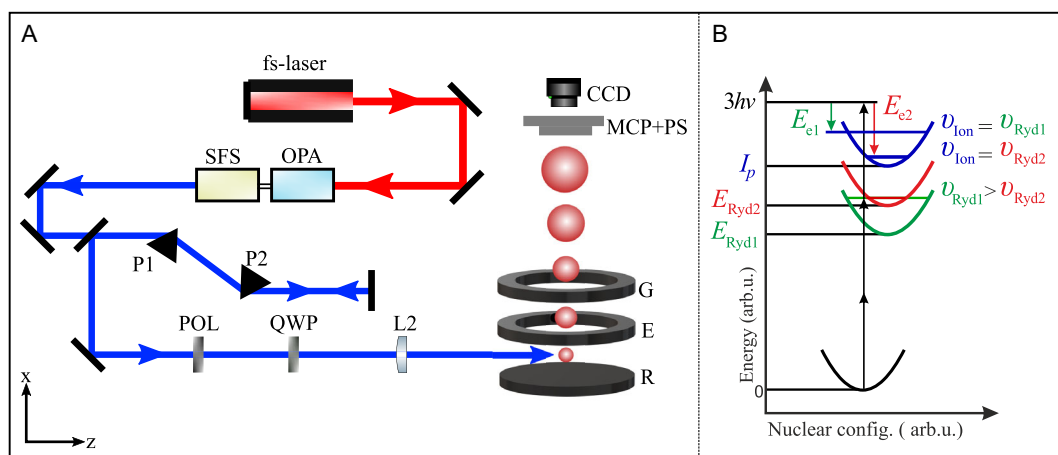 A
fs-laser
CCD
MCP+PS
SFS
OPA
P1
P2
G
POL
QWP
L2
E
R
x
z
B
3hν
E_e1
E_e2
υ_Ion = υ_Ryd1
υ_Ion = υ_Ryd2
I_p
E_Ryd2
υ_Ryd1 > υ_Ryd2
E_Ryd1
Energy (arb.u.)
0
Nuclear config. ( arb.u.)